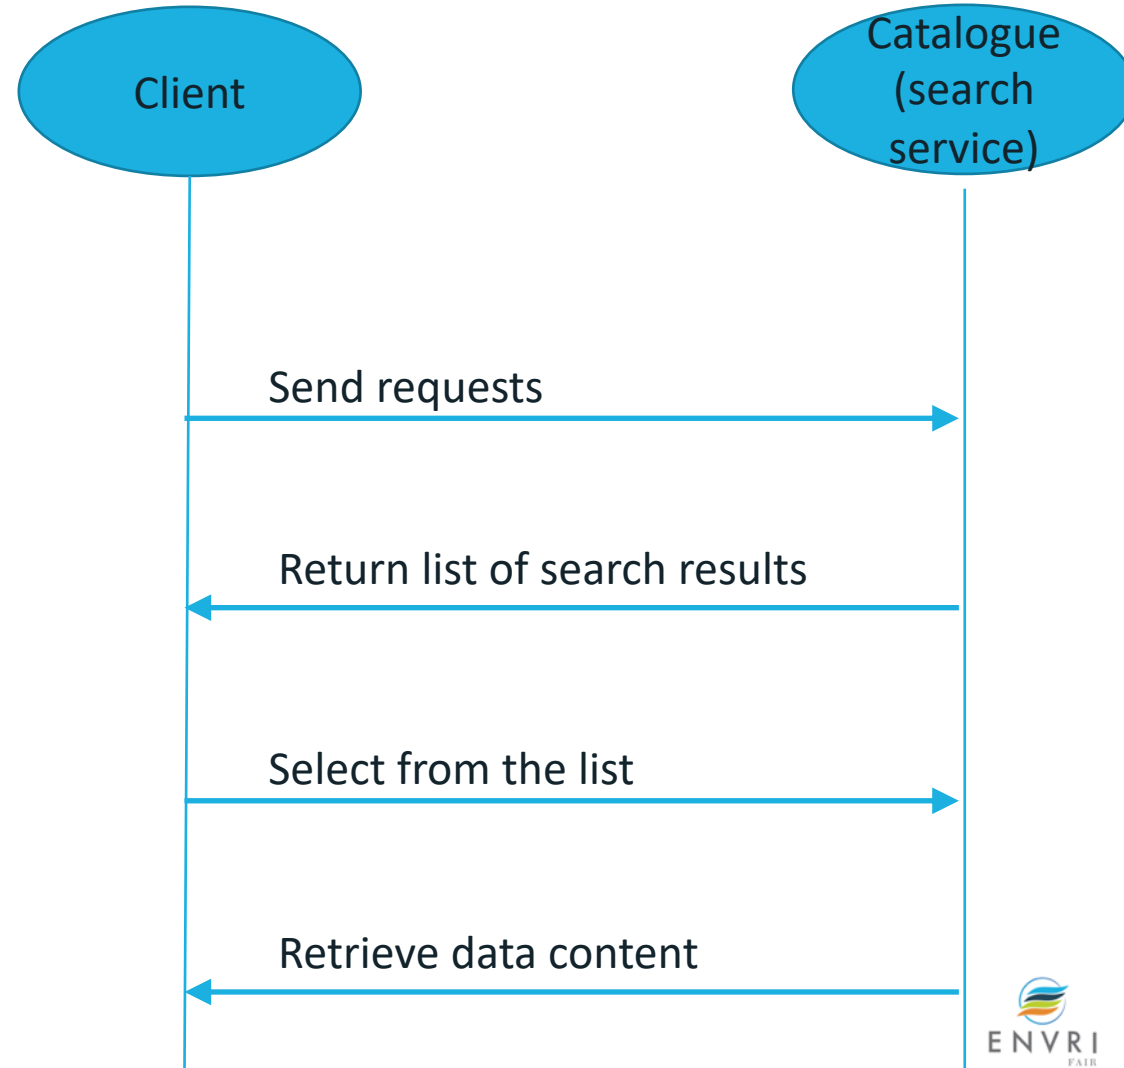 Client
Catalogue
(search
service)
Send requests
Return list of search results
Select from the list
Retrieve data content
ENVRI
FAIR